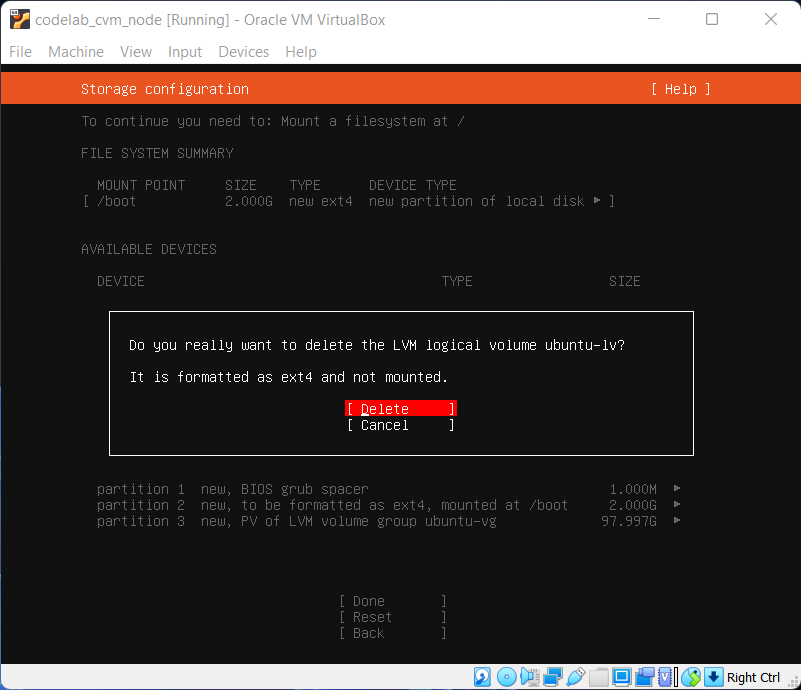 codelab_cvm_node [Running] - Oracle VM VirtualBox
File Machine View Input Devices Help
Storage configuration [ Help ]
To continue you need to: Mount a filesystem at /
FILE SYSTEM SUMMARY
MOUNT POINT SIZE TYPE DEVICE TYPE
[ /boot 2.000G new ext4 new partition of local disk ▸ ]
AVAILABLE DEVICES
DEVICE TYPE SIZE
Do you really want to delete the LVM logical volume ubuntu-lv?
It is formatted as ext4 and not mounted.
[ Delete ]
[ Cancel ]
partition 1 new, BIOS grub spacer 1.000M ▸
partition 2 new, to be formatted as ext4, mounted at /boot 2.000G ▸
partition 3 new, PV of LVM volume group ubuntu-vg 97.997G ▸
[ Done ]
[ Reset ]
[ Back ]
Right Ctrl